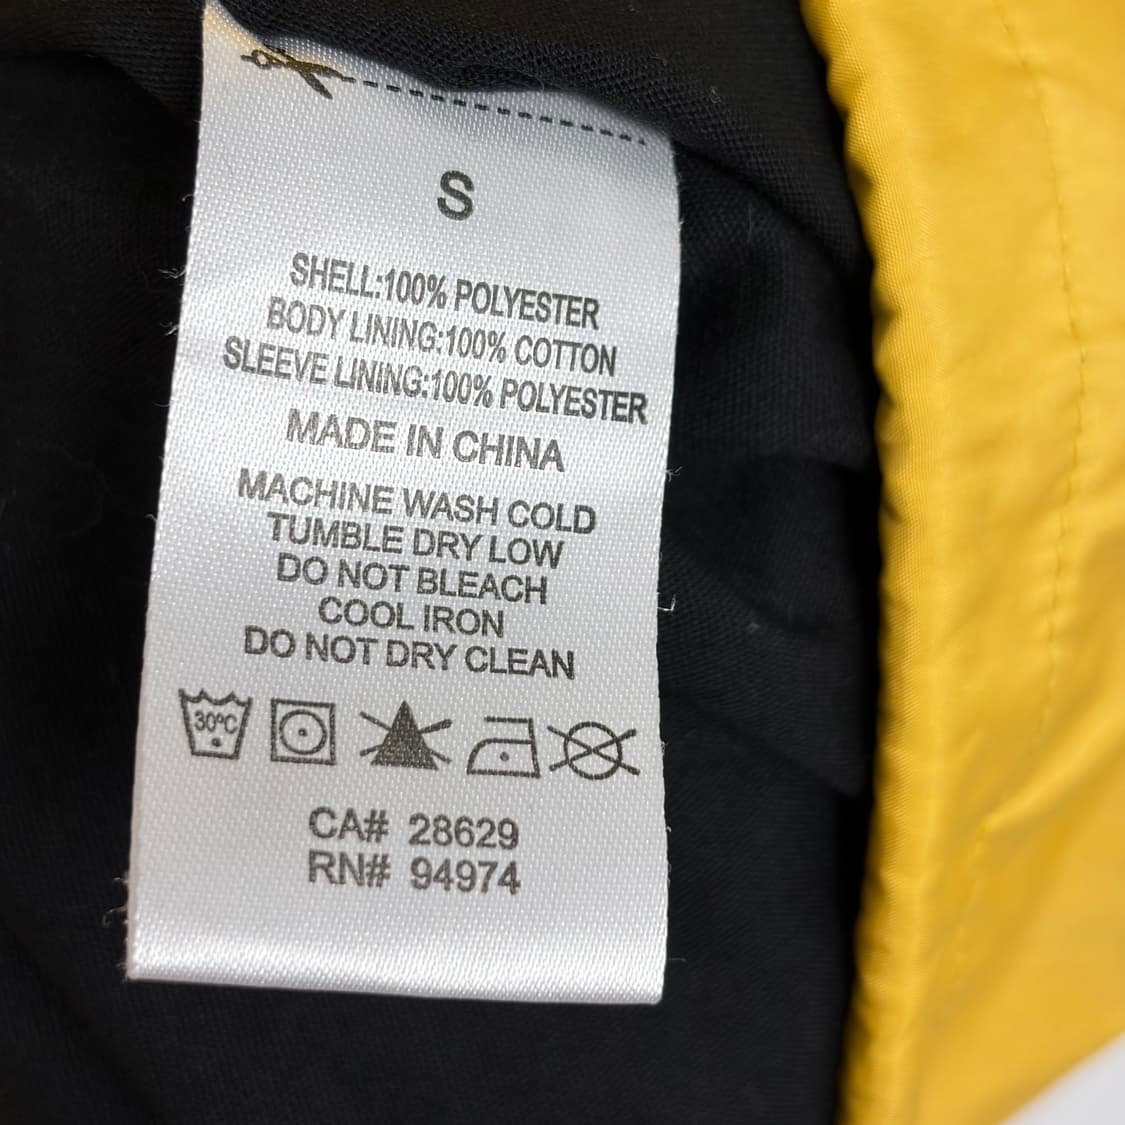 S
SHELL:100% POLYESTER
BODY LINING:100% COTTON
SLEEVE LINING:100% POLYESTER
MADE IN CHINA
MACHINE WASH COLD
TUMBLE DRY LOW
DO NOT BLEACH
COOL IRON
DO NOT DRY CLEAN
30°C
CA# 28629
RN# 94974